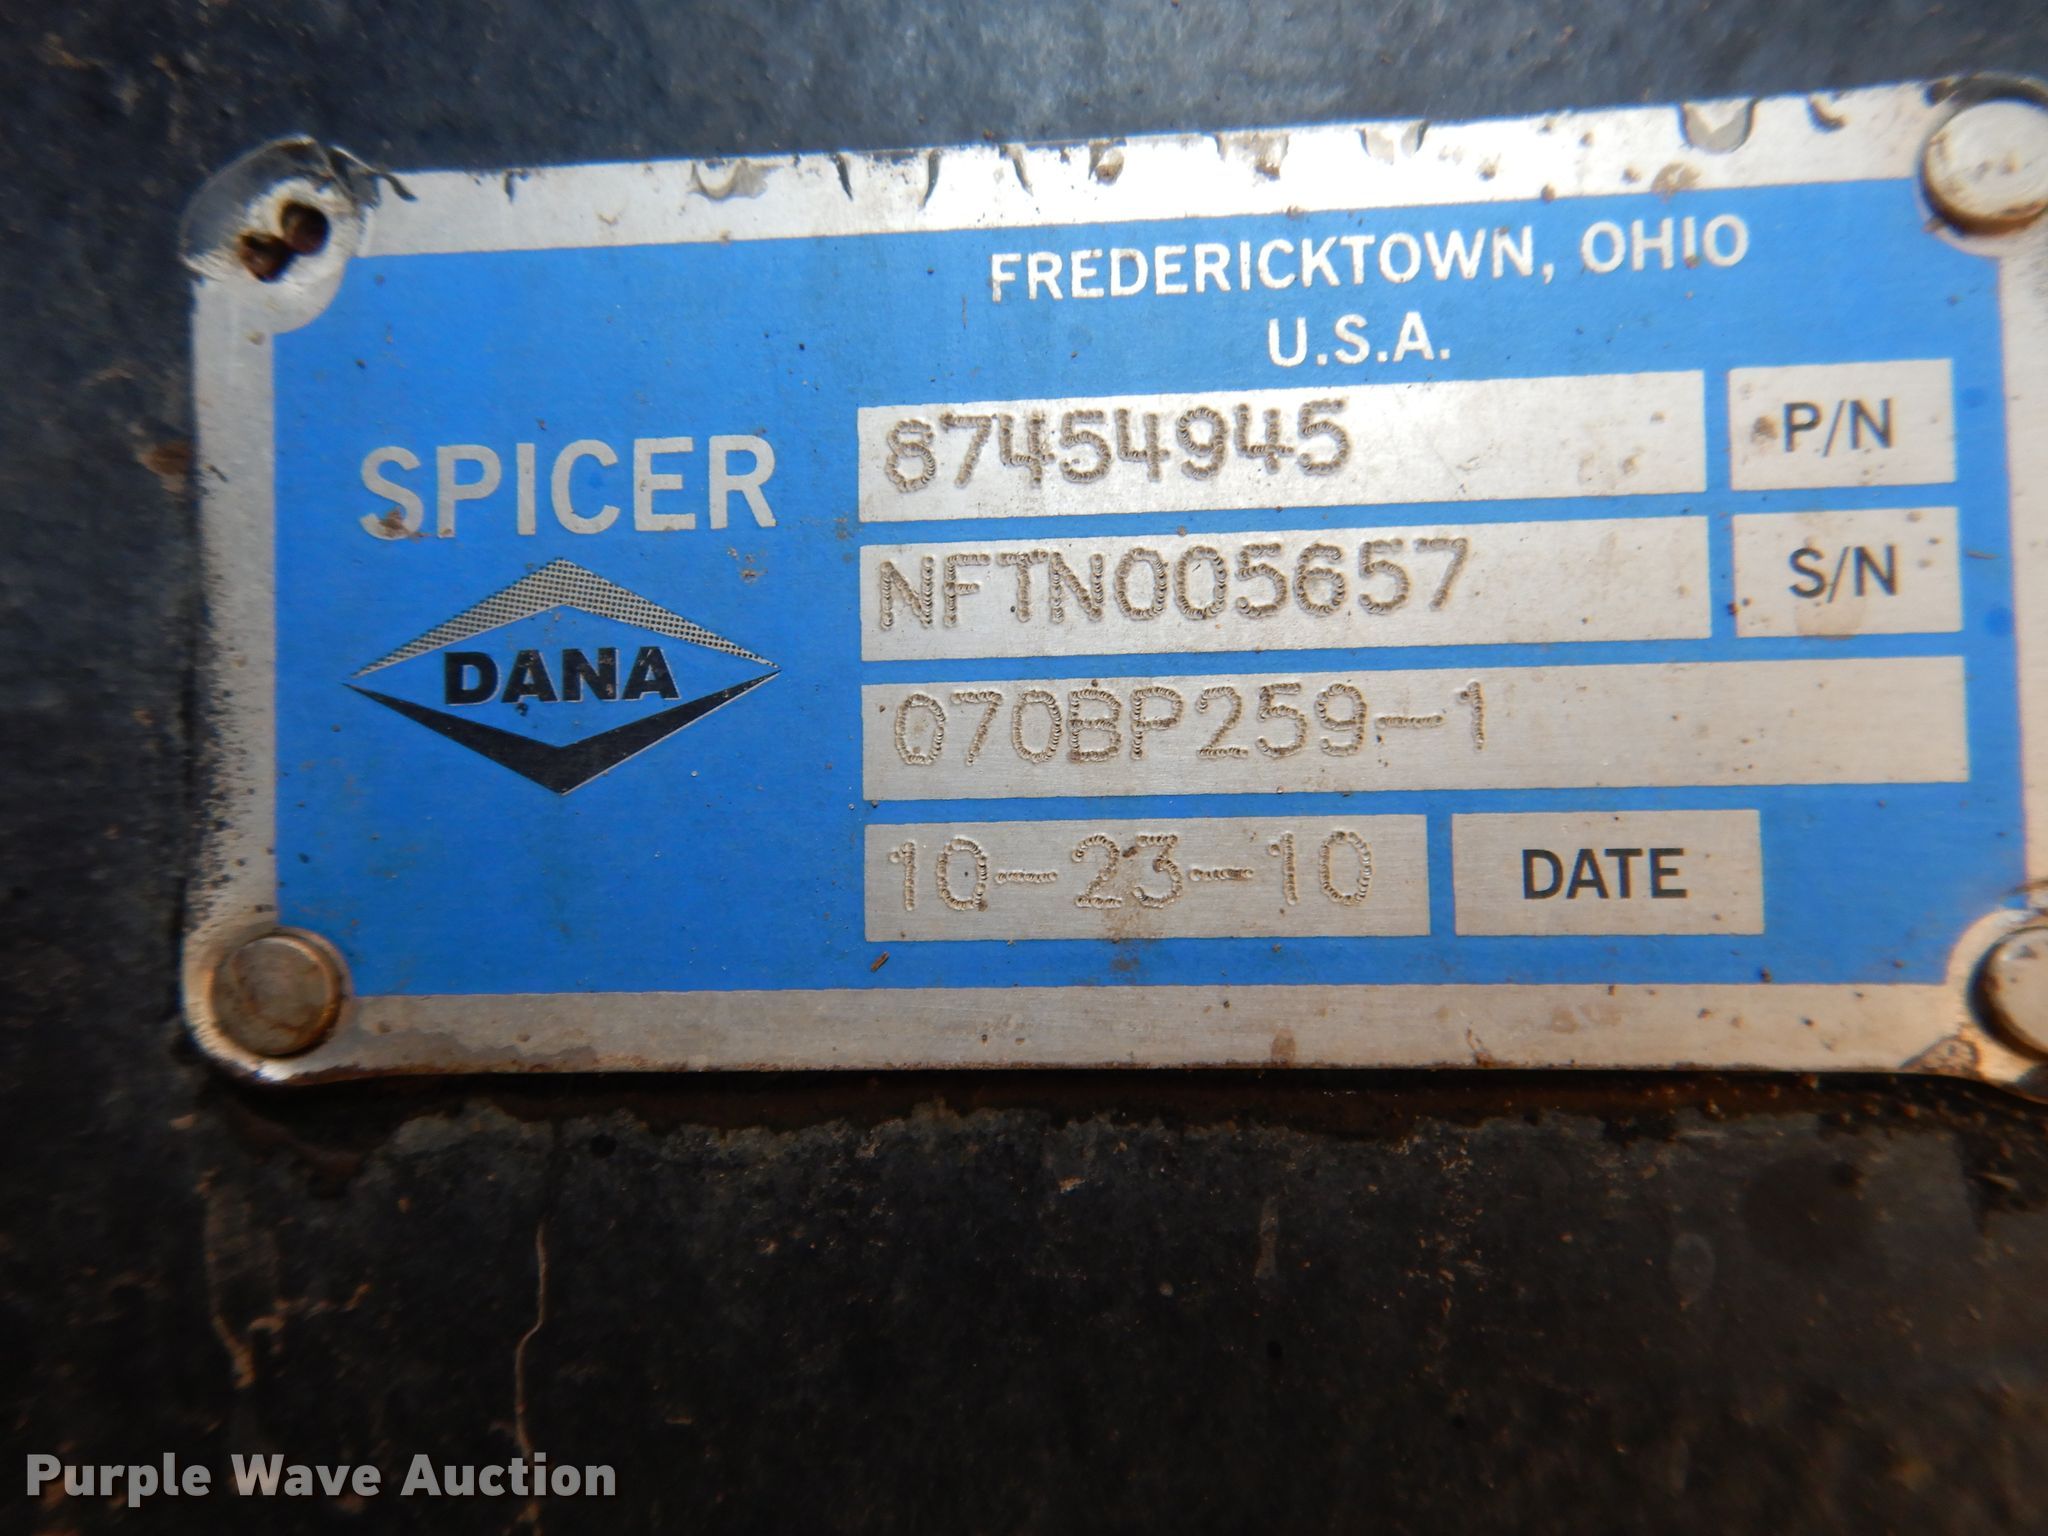 FREDERICKTOWN, OHIO
U.S.A.
SPICER
DANA
87454945 P/N
NFTN005657 S/N
070BP259-1
10-23-10 DATE
Purple Wave Auction